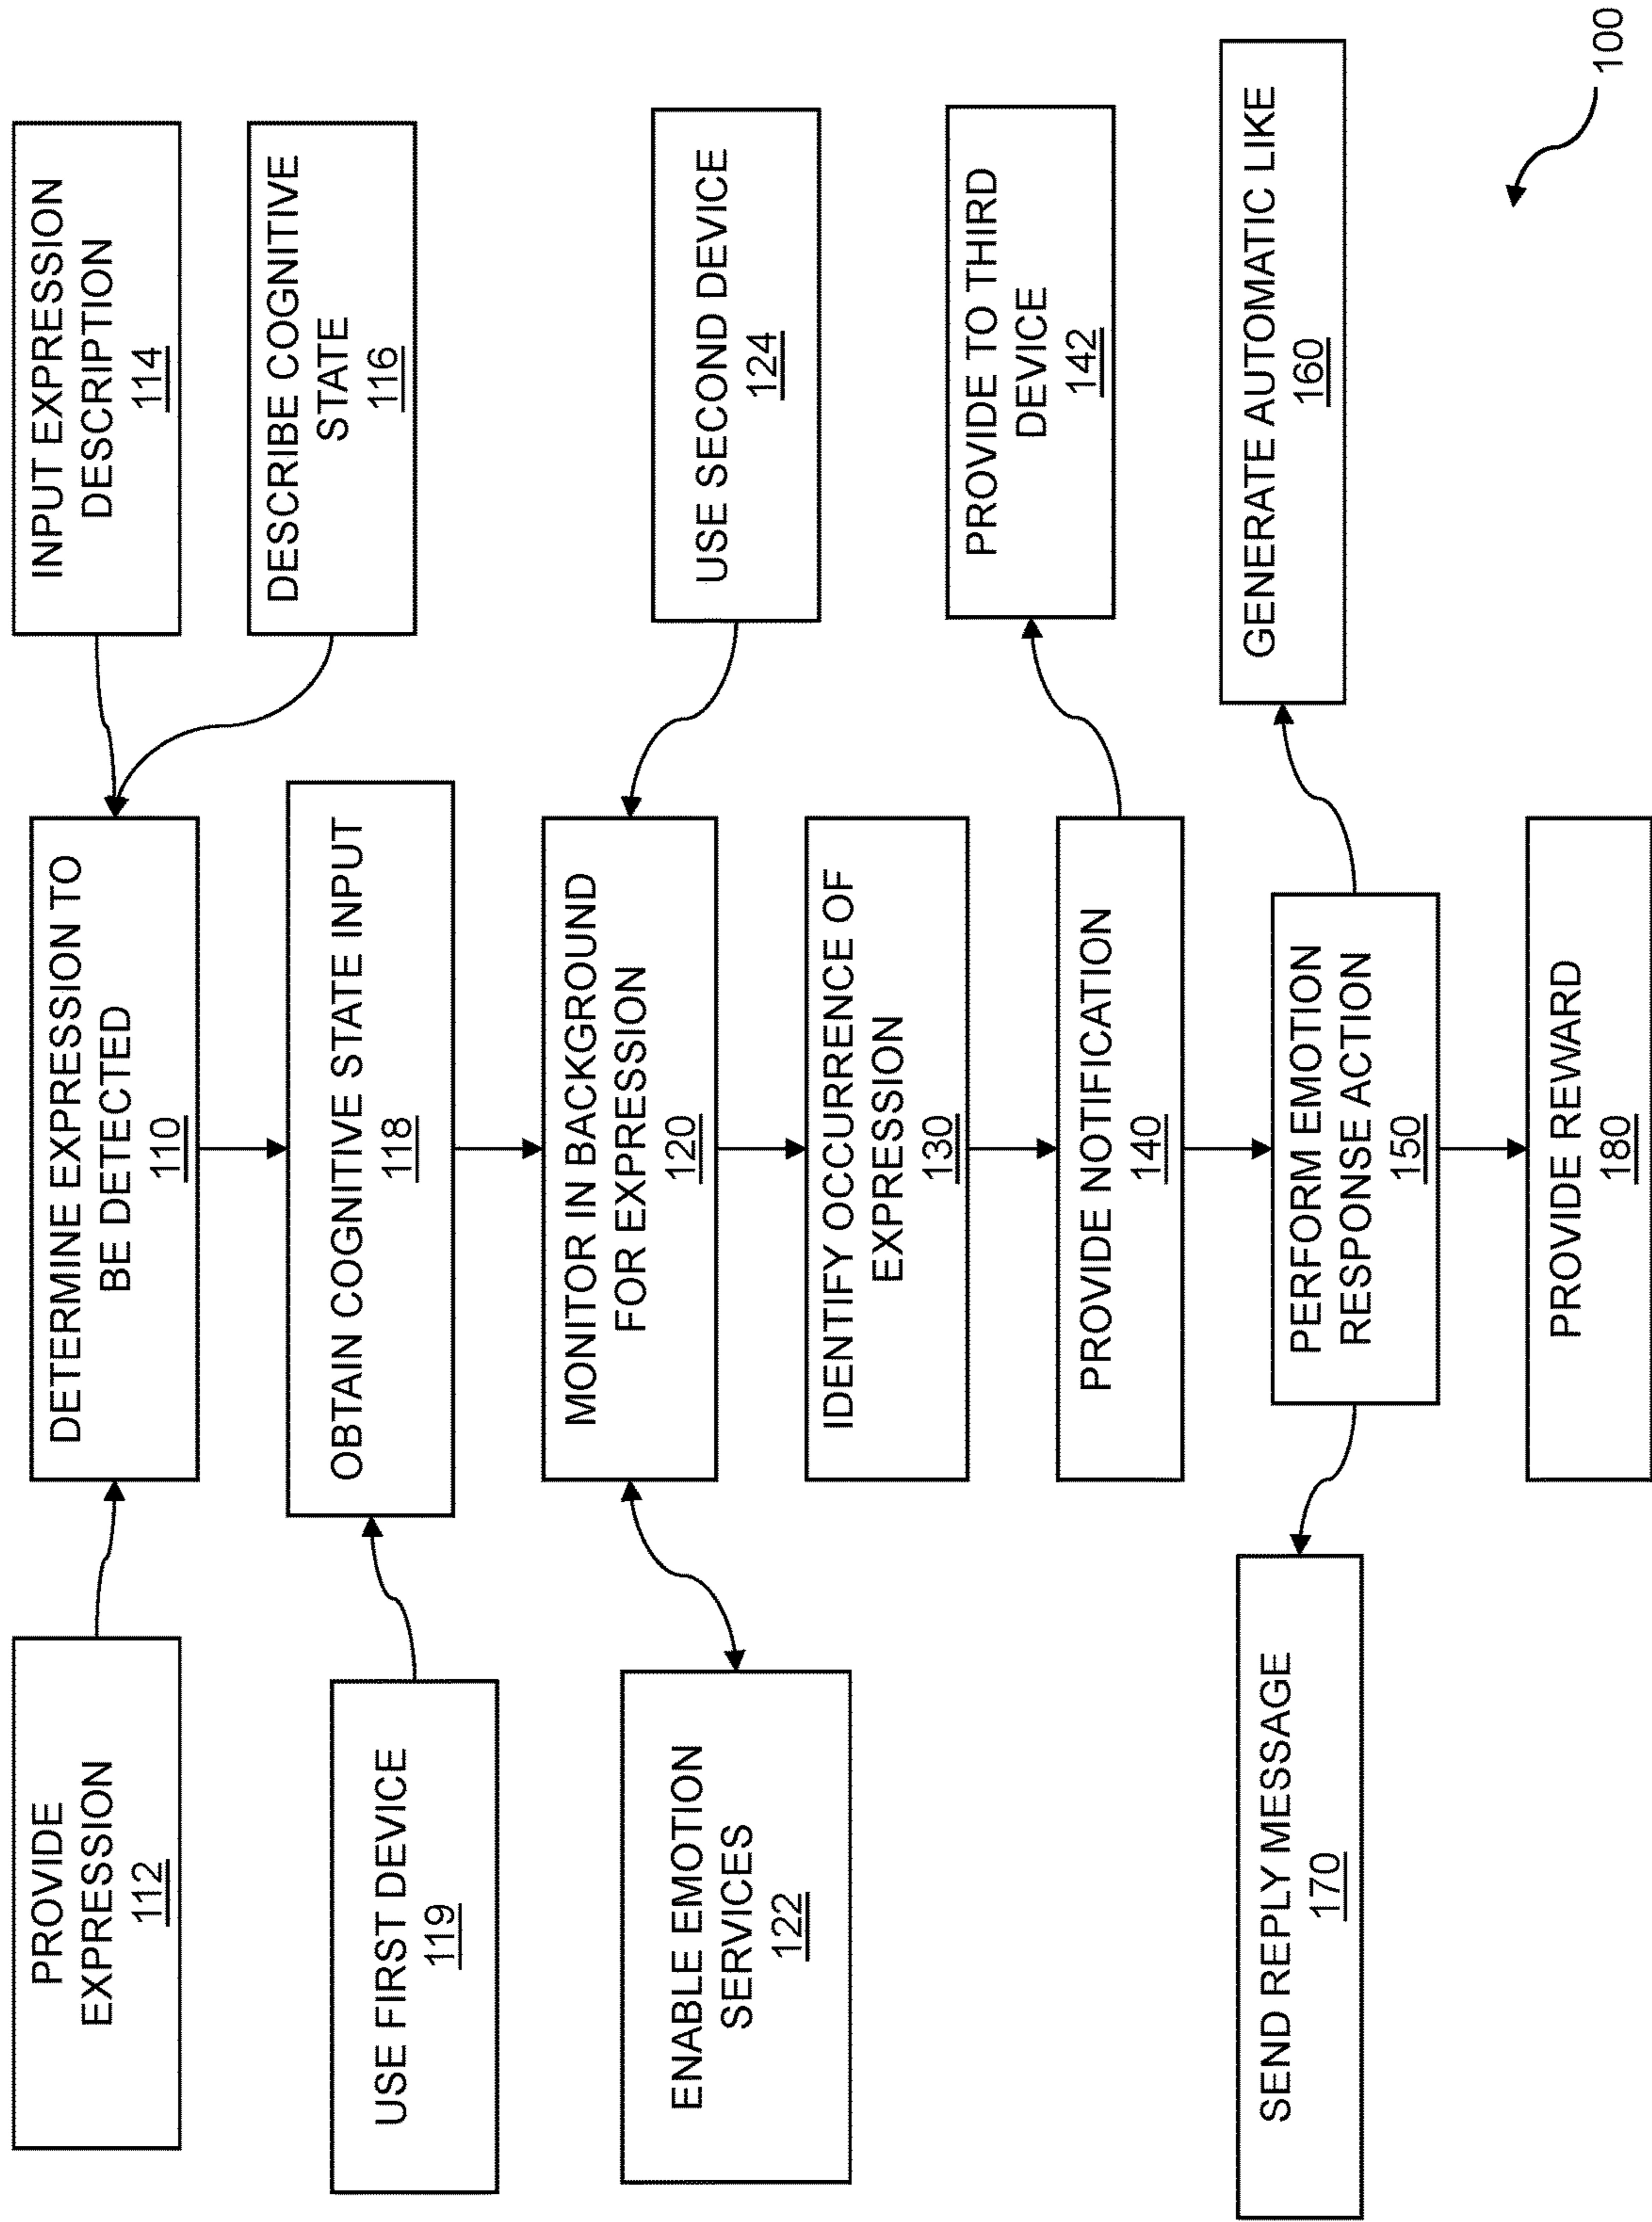 PROVIDE
EXPRESSION
112
DETERMINE EXPRESSION TO
BE DETECTED
110
INPUT EXPRESSION
DESCRIPTION
114
DESCRIBE COGNITIVE
STATE
116
USE FIRST DEVICE
119
OBTAIN COGNITIVE STATE INPUT
118
ENABLE EMOTION
SERVICES
122
MONITOR IN BACKGROUND
FOR EXPRESSION
120
USE SECOND DEVICE
124
IDENTIFY OCCURRENCE OF
EXPRESSION
130
PROVIDE NOTIFICATION
140
PROVIDE TO THIRD
DEVICE
142
SEND REPLY MESSAGE
170
PERFORM EMOTION
RESPONSE ACTION
150
GENERATE AUTOMATIC LIKE
160
PROVIDE REWARD
180
100